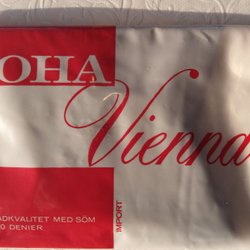 OHA
Vienna
ADKVALITET MED SÖM
0 DENIER
IMPORT